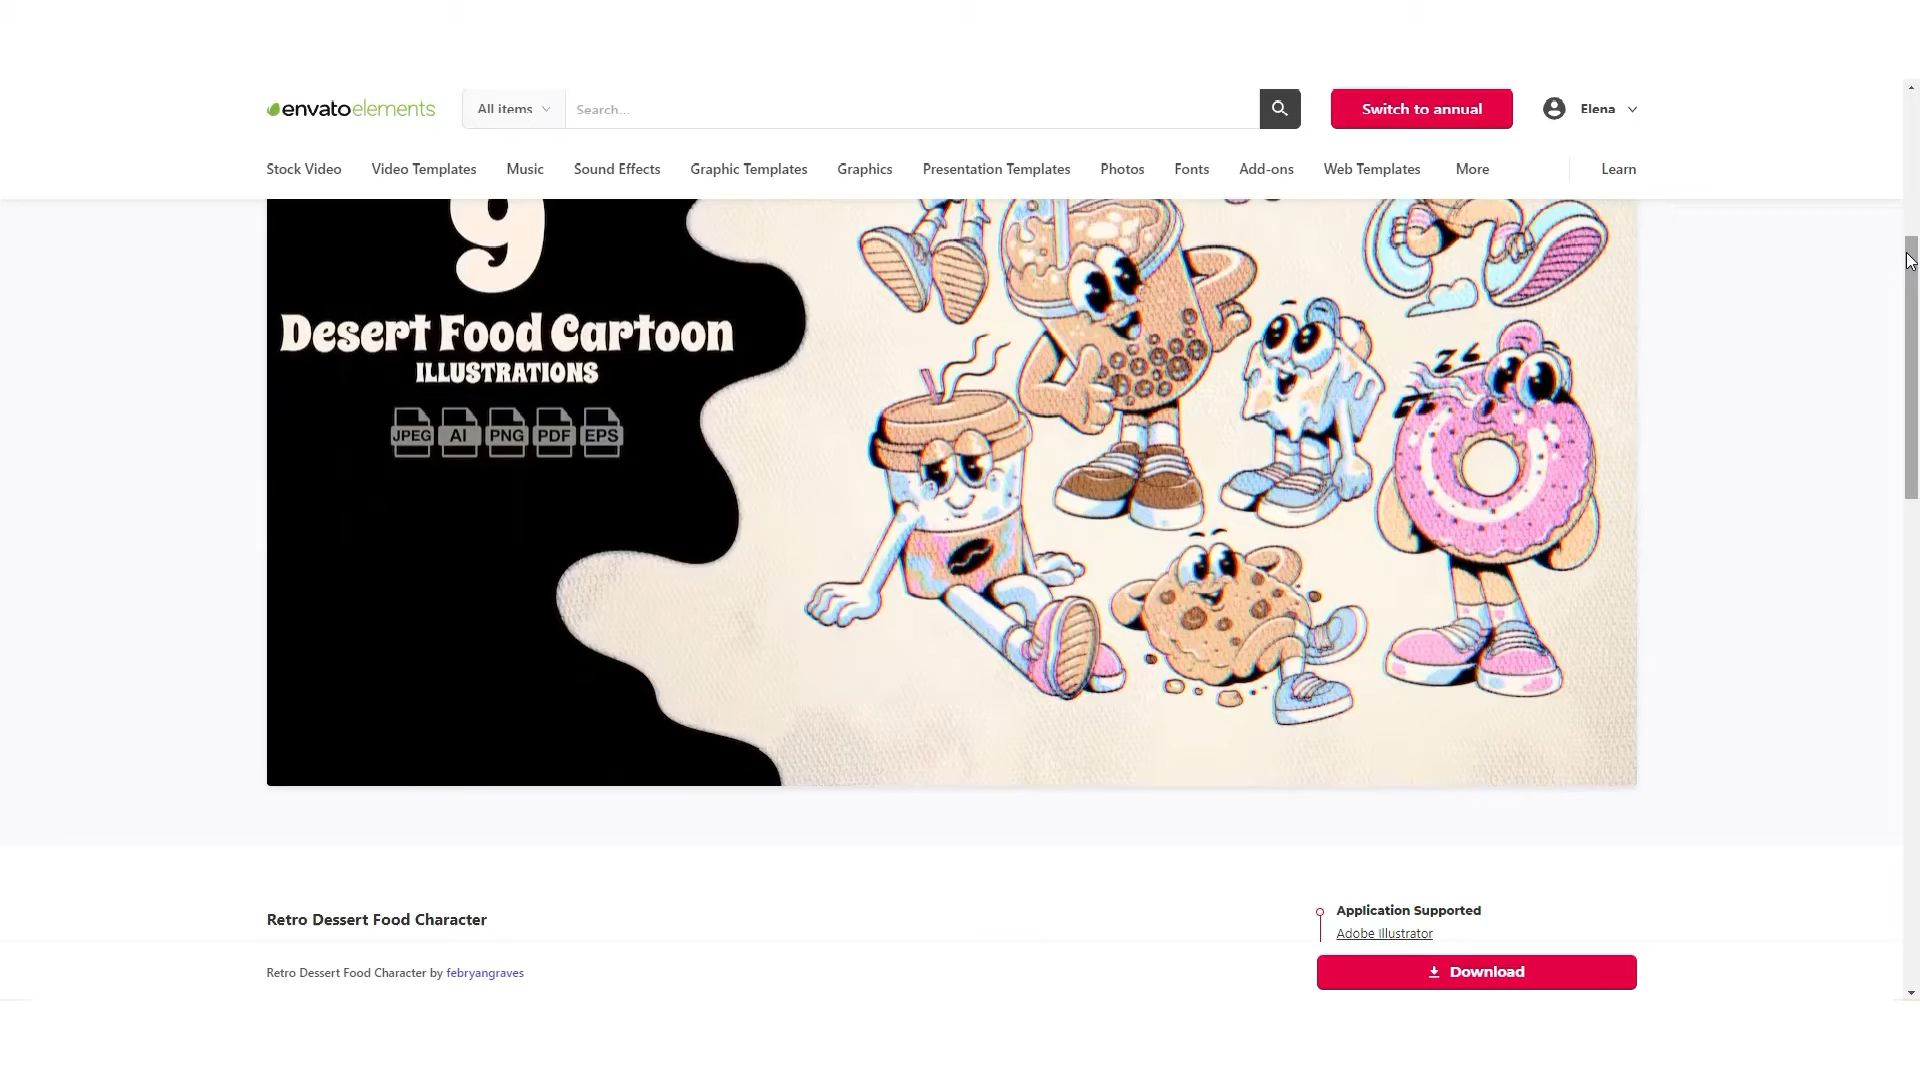 envatoelements
All items
Search...
Switch to annual
Elena
Stock Video
Video Templates
Music
Sound Effects
Graphic Templates
Graphics
Presentation Templates
Photos
Fonts
Add-ons
Web Templates
More
Learn
9
Desert Food Cartoon
ILLUSTRATIONS
JPEG AI PNG PDF EPS
zz
Retro Dessert Food Character
Application Supported
Adobe Illustrator
Retro Dessert Food Character by febryangraves
Download